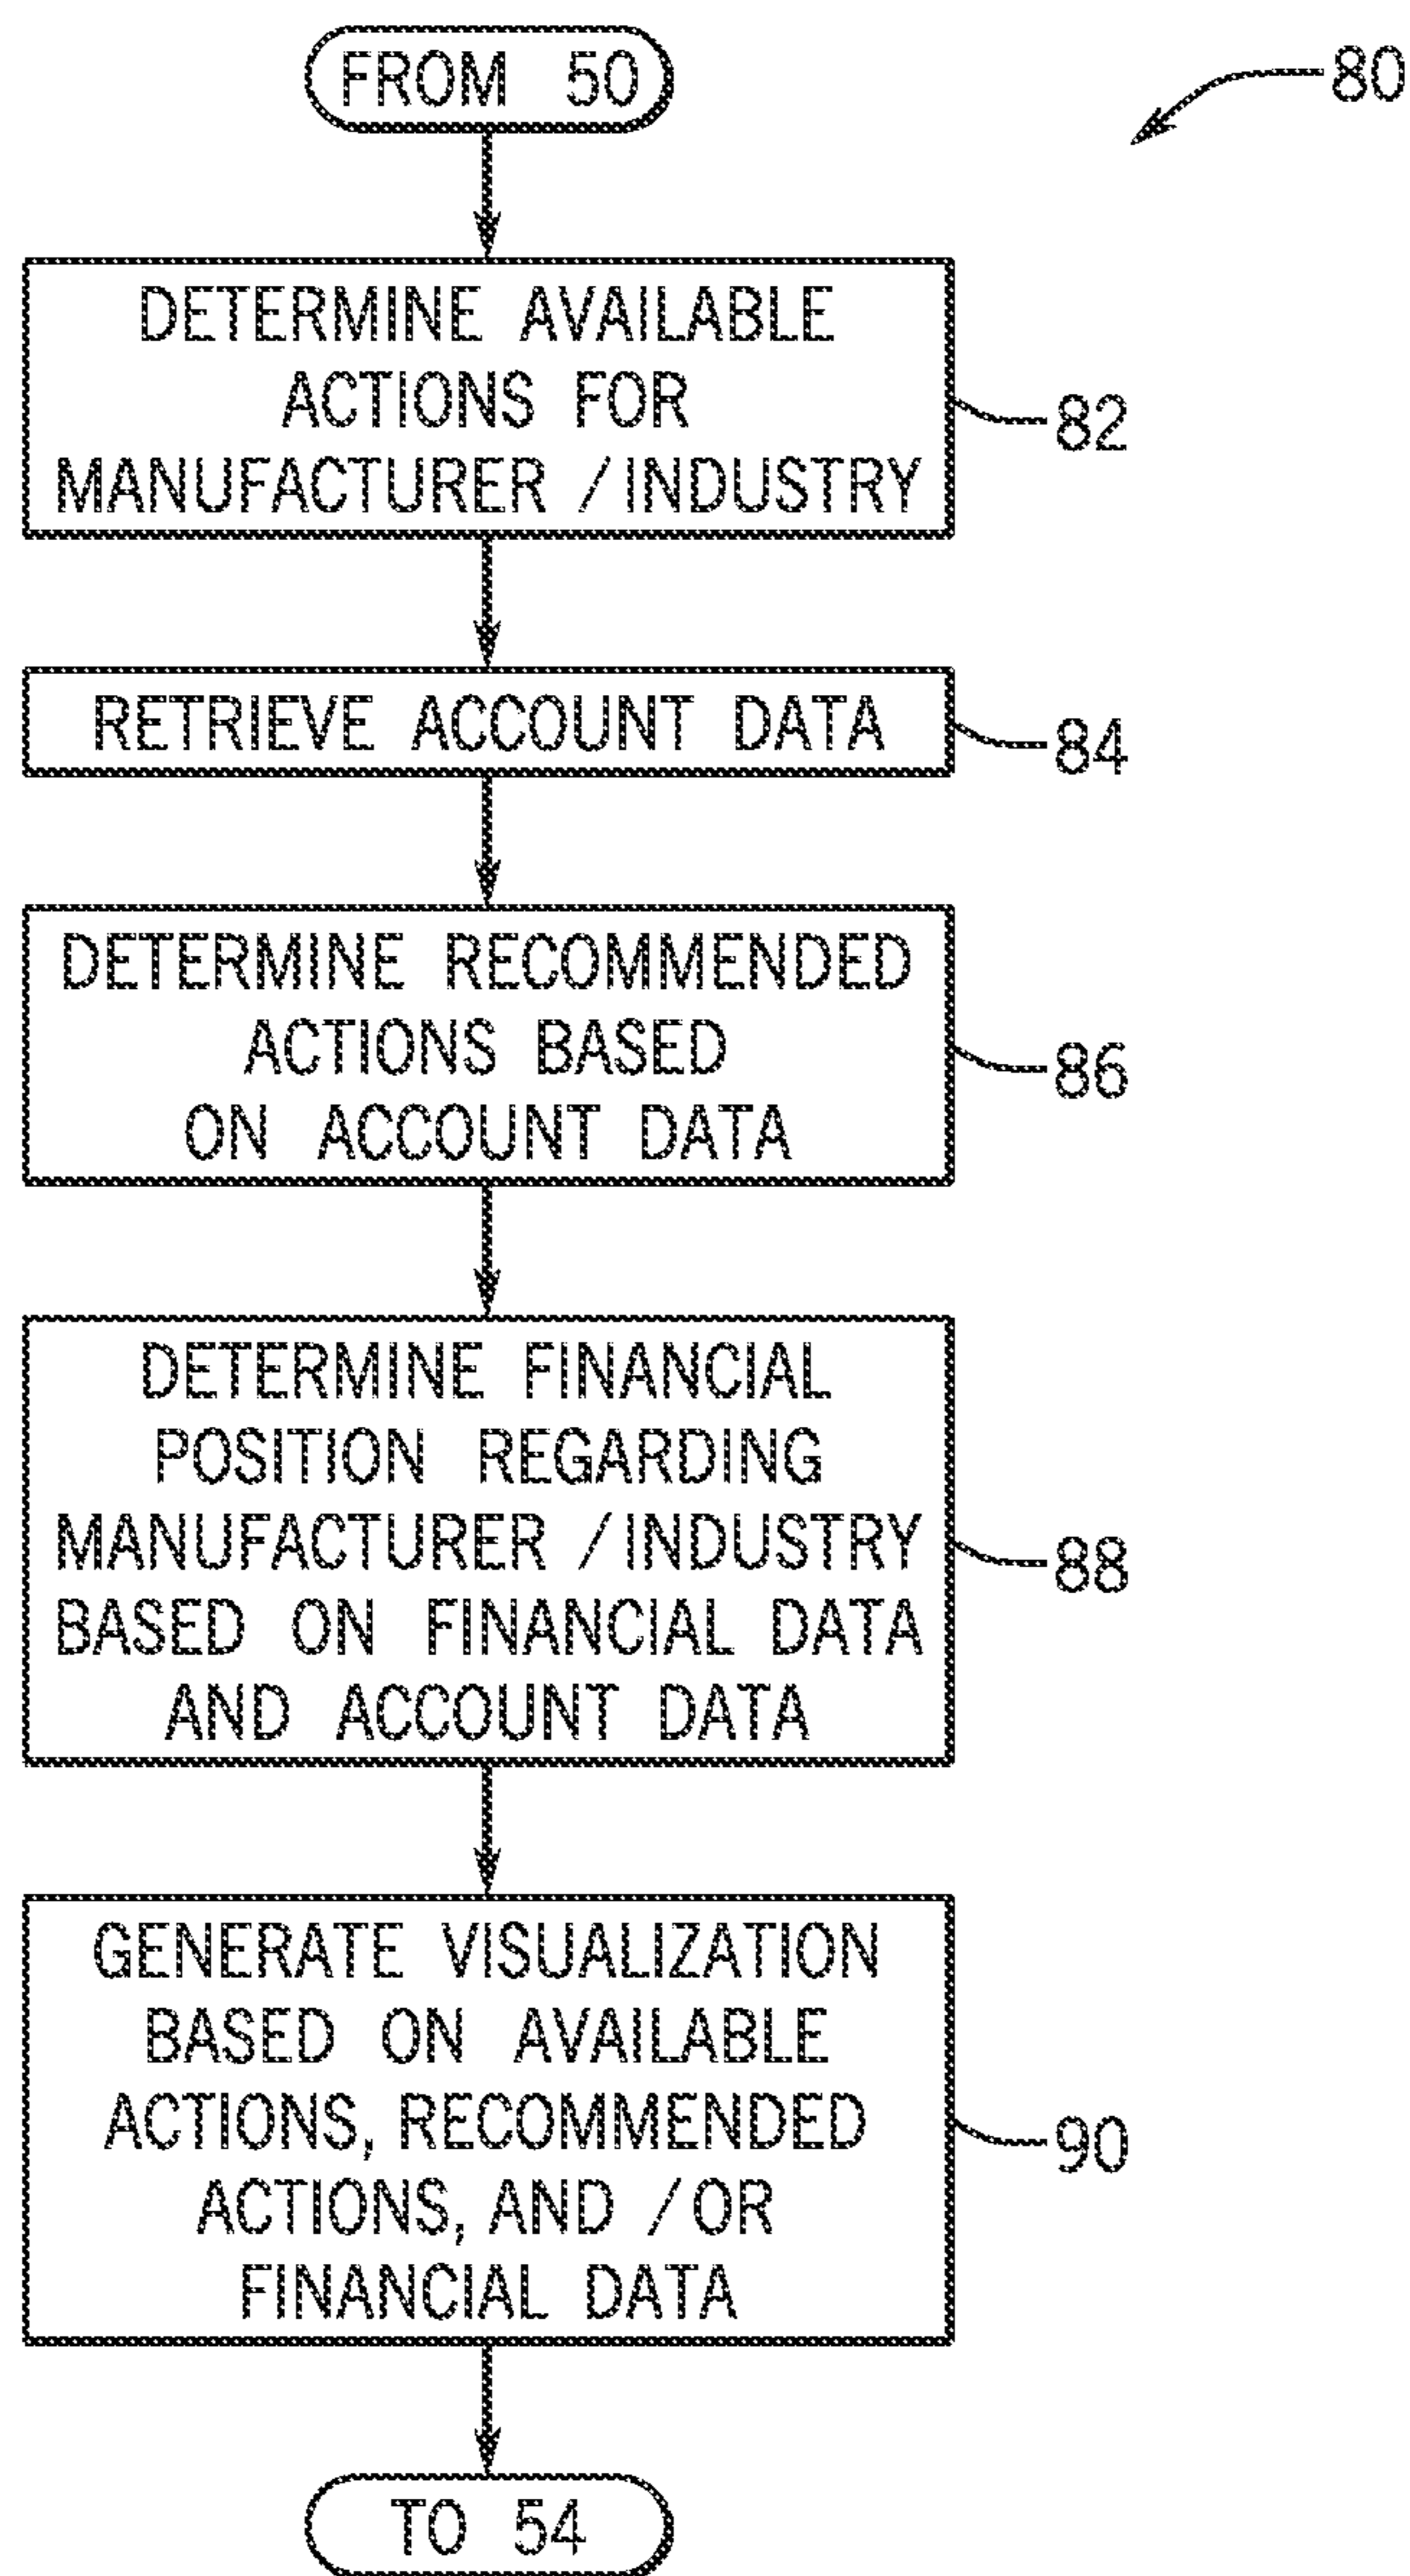 FROM 50
80
DETERMINE AVAILABLE
ACTIONS FOR
MANUFACTURER /INDUSTRY
82
RETRIEVE ACCOUNT DATA
84
DETERMINE RECOMMENDED
ACTIONS BASED
ON ACCOUNT DATA
86
DETERMINE FINANCIAL
POSITION REGARDING
MANUFACTURER /INDUSTRY
BASED ON FINANCIAL DATA
AND ACCOUNT DATA
88
GENERATE VISUALIZATION
BASED ON AVAILABLE
ACTIONS, RECOMMENDED
ACTIONS, AND /OR
FINANCIAL DATA
90
TO 54